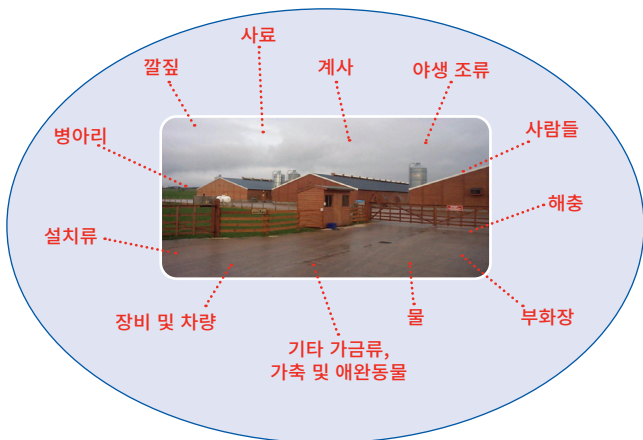 사료
깔짚
계사
야생 조류
병아리
사람들
해충
설치류
장비 및 차량
물
부화장
기타 가금류,
가축 및 애완동물